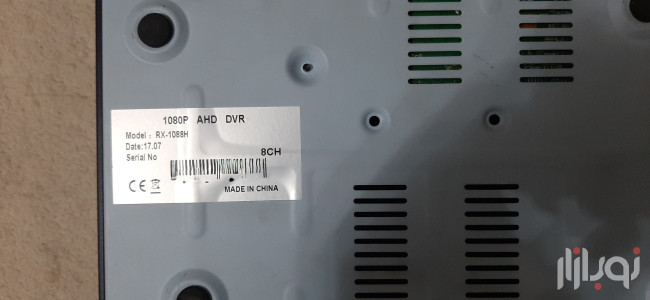 1080P AHD DVR
Model : RX-1088H
Date:17.07
Serial No
8CH
CE
MADE IN CHINA
نوبازار